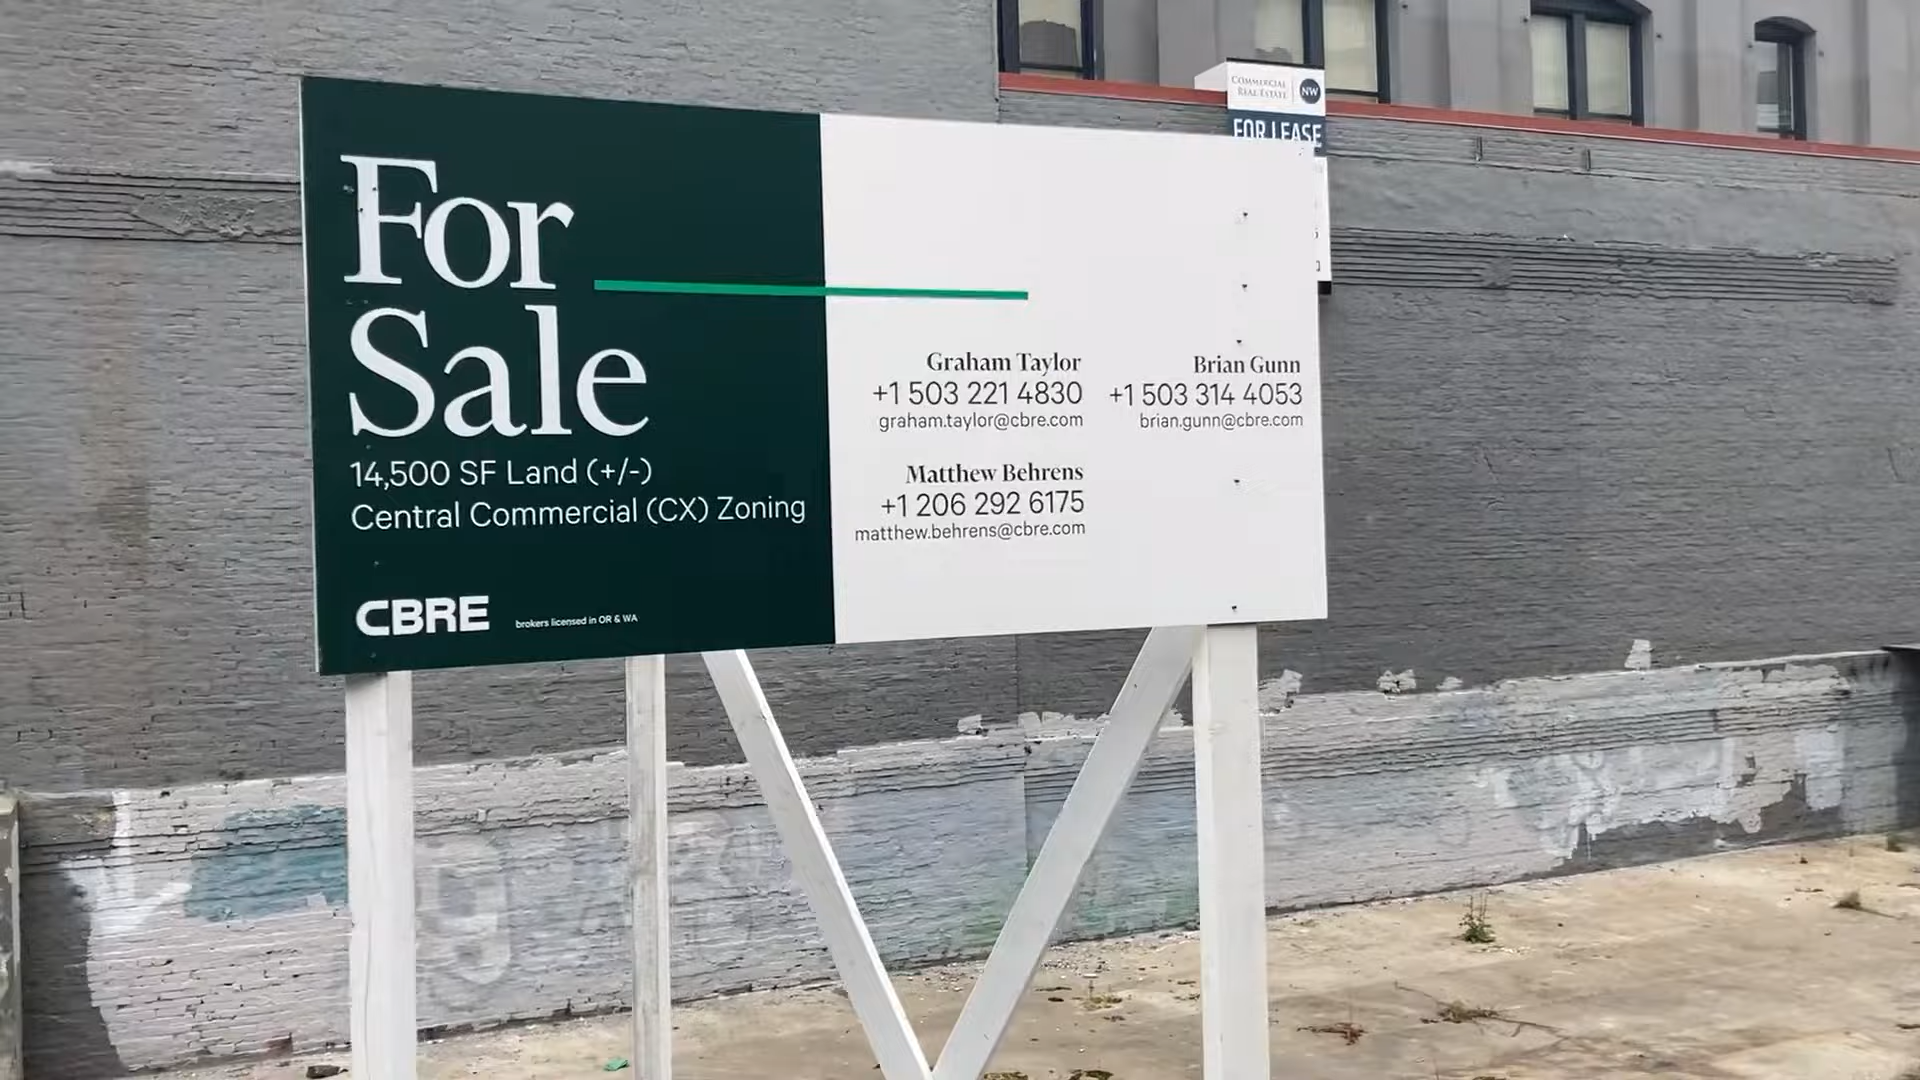 COMMERCIAL
REAL ESTATE
NW
FOR LEASE
For
Sale
14,500 SF Land (+/-)
Central Commercial (CX) Zoning
CBRE
brokers licensed in OR & WA
Graham Taylor
+1 503 221 4830
graham.taylor@cbre.com
Brian Gunn
+1 503 314 4053
brian.gunn@cbre.com
Matthew Behrens
+1 206 292 6175
matthew.behrens@cbre.com